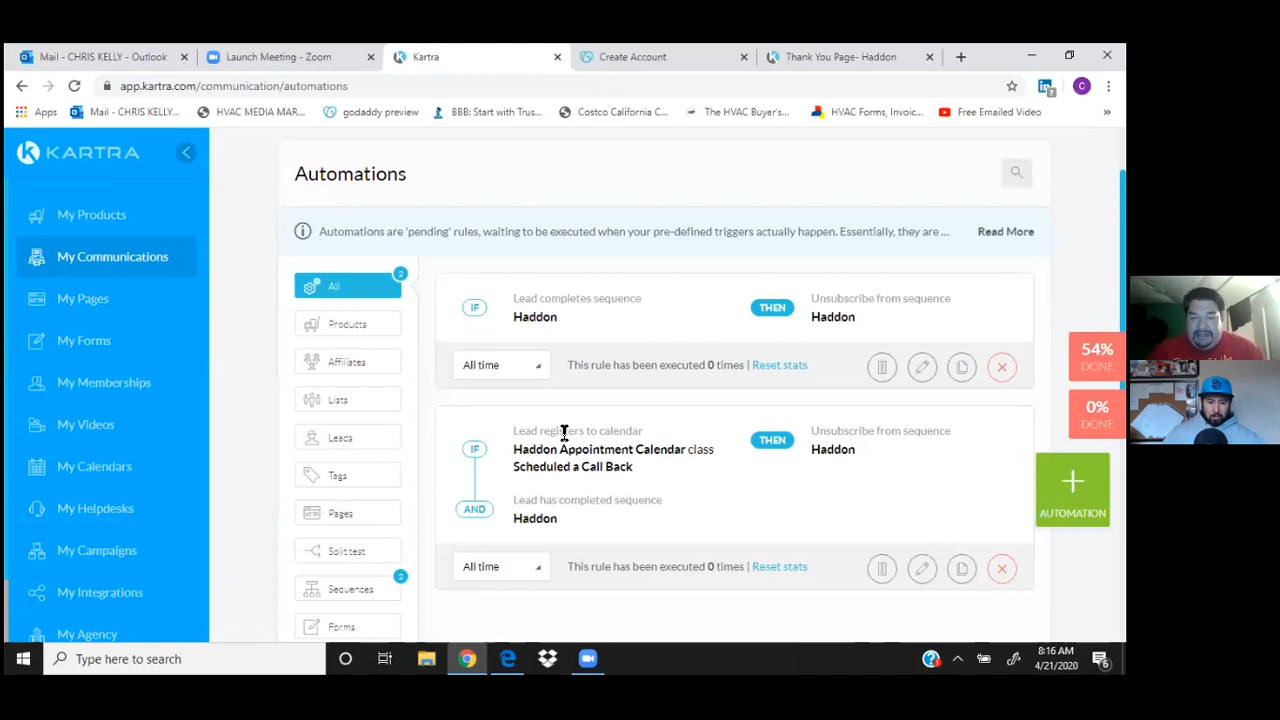 Mail - CHRIS KELLY - Outlook
Launch Meeting - Zoom
Kartra
Create Account
Thank You Page- Haddon
app.kartra.com/communication/automations
Apps
Mail - CHRIS KELLY...
HVAC MEDIA MAR...
godaddy preview
BBB: Start with Trus...
Costco California C...
The HVAC Buyer's...
HVAC Forms, Invoic...
Free Emailed Video
KARTRA
My Products
My Communications
My Pages
My Forms
My Memberships
My Videos
My Calendars
My Helpdesks
My Campaigns
My Integrations
My Agency
Automations
Automations are 'pending' rules, waiting to be executed when your pre-defined triggers actually happen. Essentially, they are ...
Read More
All
2
Products
Affiliates
Lists
Leads
Tags
Pages
Split test
Sequences
2
Forms
IF
Lead completes sequence
Haddon
THEN
Unsubscribe from sequence
Haddon
All time
This rule has been executed 0 times | Reset stats
IF
Lead registers to calendar
Haddon Appointment Calendar class
Scheduled a Call Back
THEN
Unsubscribe from sequence
Haddon
AND
Lead has completed sequence
Haddon
All time
This rule has been executed 0 times | Reset stats
54%
DONE
0%
DONE
AUTOMATION
Type here to search
8:16 AM
4/21/2020
6